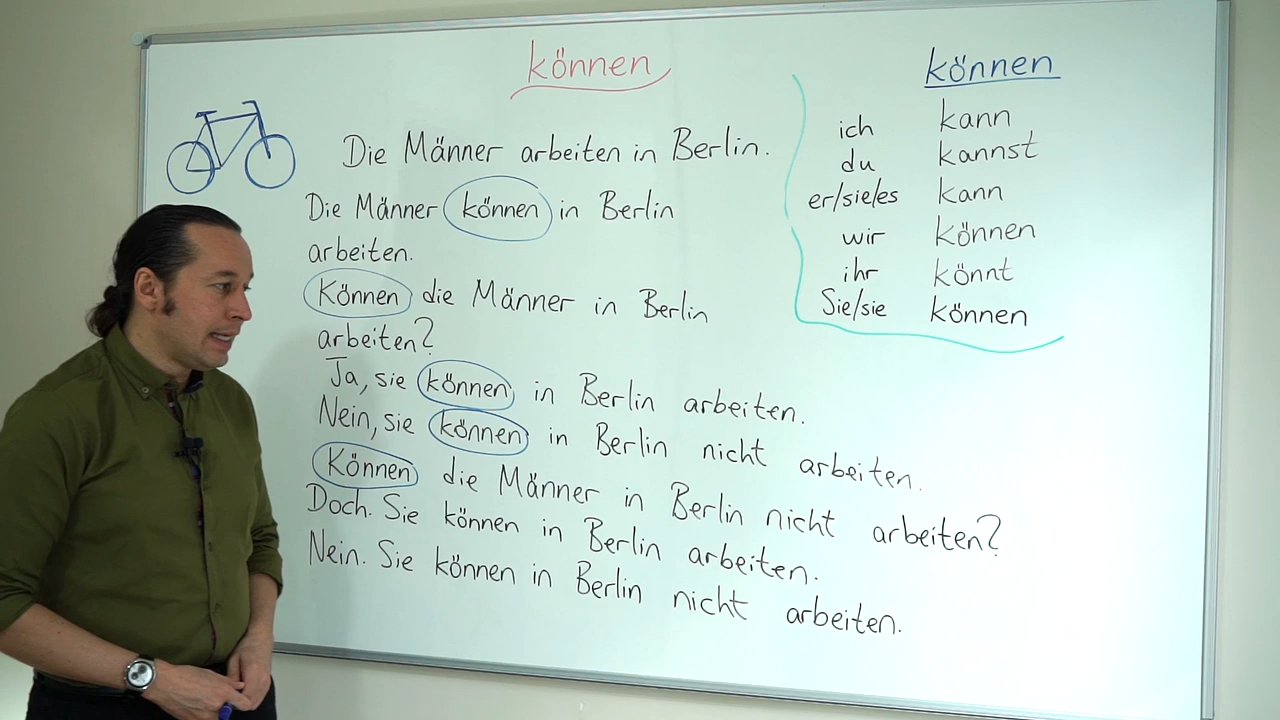 können
Die Männer arbeiten in Berlin.
Die Männer können in Berlin
arbeiten.
Können die Männer in Berlin
arbeiten?
Ja, sie können in Berlin arbeiten.
Nein, sie können in Berlin nicht arbeiten.
Können die Männer in Berlin nicht arbeiten?
Doch. Sie können in Berlin arbeiten.
Nein. Sie können in Berlin nicht arbeiten.
können
ich kann
du kannst
er/sie/es kann
wir können
ihr könnt
Sie/sie können